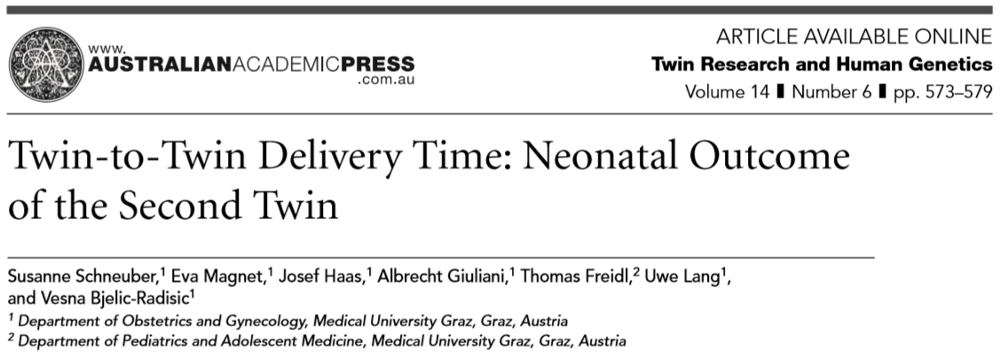 www.
AUSTRALIANACADEMICPRESS
.com.au
ARTICLE AVAILABLE ONLINE
Twin Research and Human Genetics
Volume 14 ❚ Number 6 ❚ pp. 573–579
Twin-to-Twin Delivery Time: Neonatal Outcome
of the Second Twin
Susanne Schneuber,¹ Eva Magnet,¹ Josef Haas,¹ Albrecht Giuliani,¹ Thomas Freidl,² Uwe Lang¹,
and Vesna Bjelic-Radisic¹
¹ Department of Obstetrics and Gynecology, Medical University Graz, Graz, Austria
² Department of Pediatrics and Adolescent Medicine, Medical University Graz, Graz, Austria